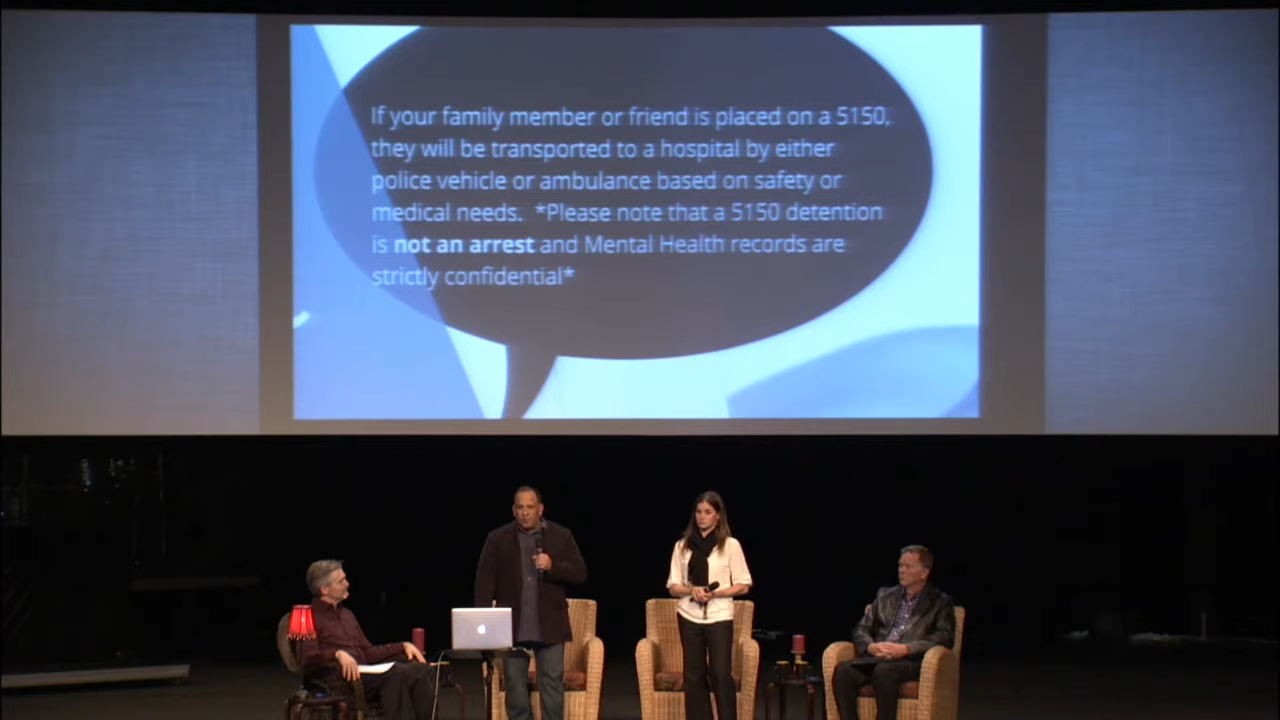 If your family member or friend is placed on a 5150,
they will be transported to a hospital by either
police vehicle or ambulance based on safety or
medical needs.  *Please note that a 5150 detention
is not an arrest and Mental Health records are
strictly confidential*